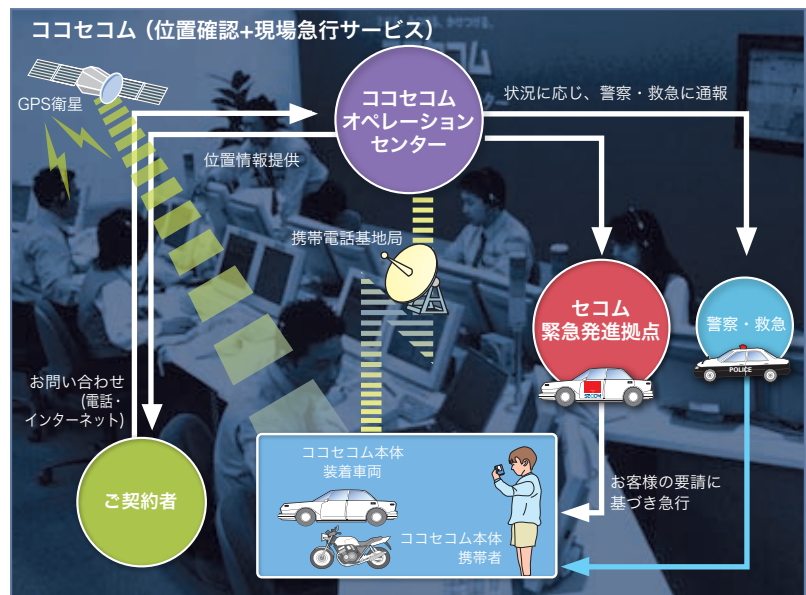 ココセコム（位置確認+現場急行サービス）
GPS衛星
ココセコム
オペレーション
センター
状況に応じ、警察・救急に通報
位置情報提供
携帯電話基地局
セコム
緊急発進拠点
警察・救急
SECOM
POLICE
お問い合わせ
(電話・
インターネット)
ご契約者
ココセコム本体
装着車両
ココセコム本体
携帯者
お客様の要請に
基づき急行